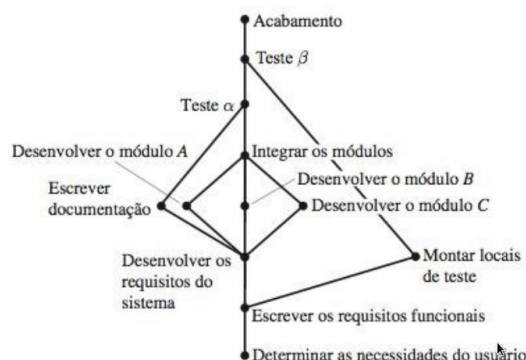 Acabamento
Teste β
Teste α
Desenvolver o módulo A
Integrar os módulos
Desenvolver o módulo B
Escrever
documentação
Desenvolver o módulo C
Desenvolver os
requisitos do
sistema
Montar locais
de teste
Escrever os requisitos funcionais
Determinar as necessidades do usuário